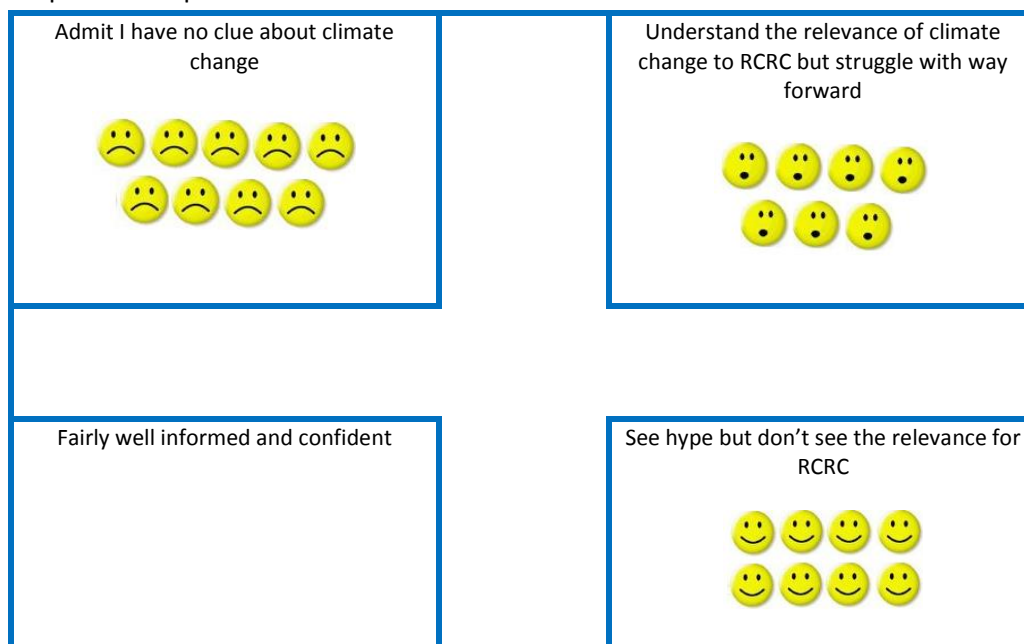 Admit I have no clue about climate
change
Understand the relevance of climate
change to RCRC but struggle with way
forward
Fairly well informed and confident
See hype but don’t see the relevance for
RCRC